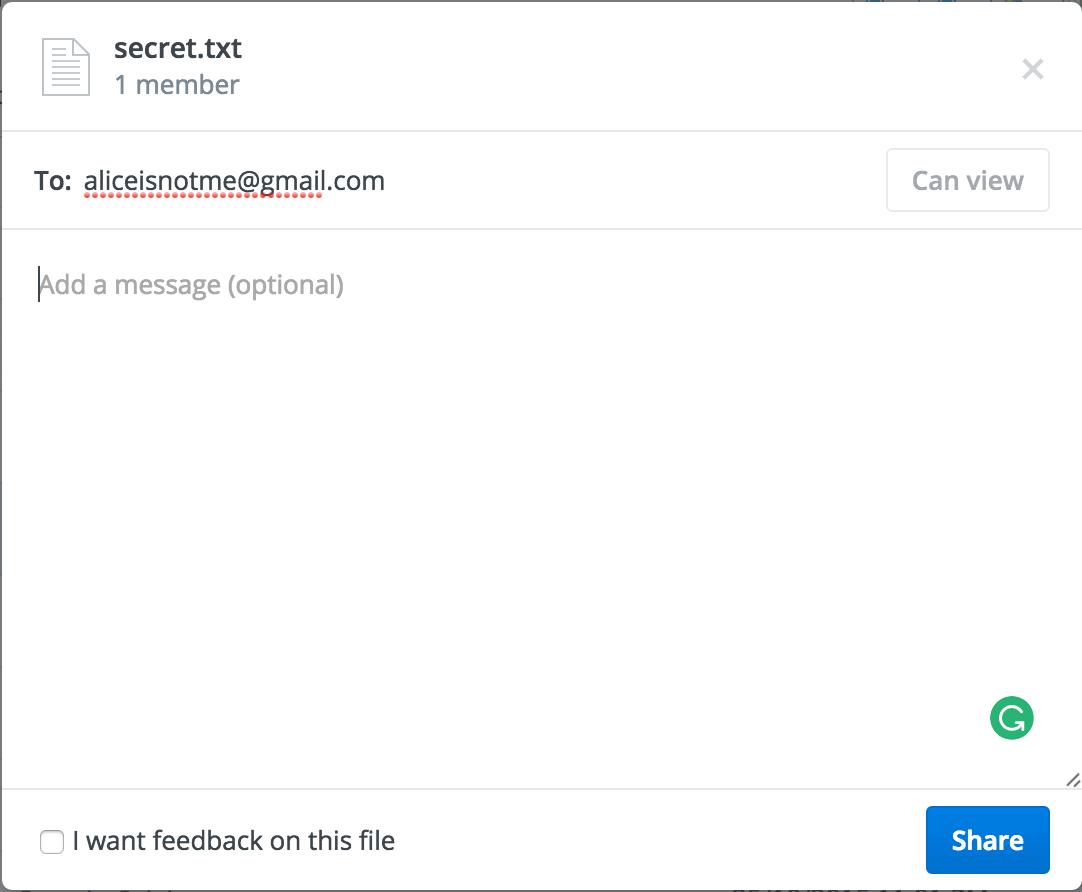 secret.txt
1 member
To: aliceisnotme@gmail.com
Can view
Add a message (optional)
I want feedback on this file
Share